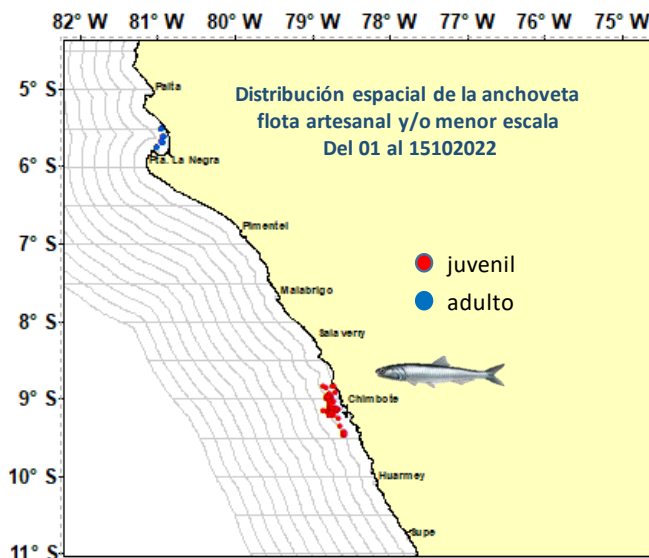 82° W 81° W 80° W 79° W 78° W 77° W 76° W 75° W
5° S
6° S
7° S
8° S
9° S
10° S
11° S
Distribución espacial de la anchoveta
flota artesanal y/o menor escala
Del 01 al 15102022
Paita
Pta. La Negra
Pimentel
Malabrigo
Salaverry
Chimbote
Huarmey
Supe
juvenil
adulto